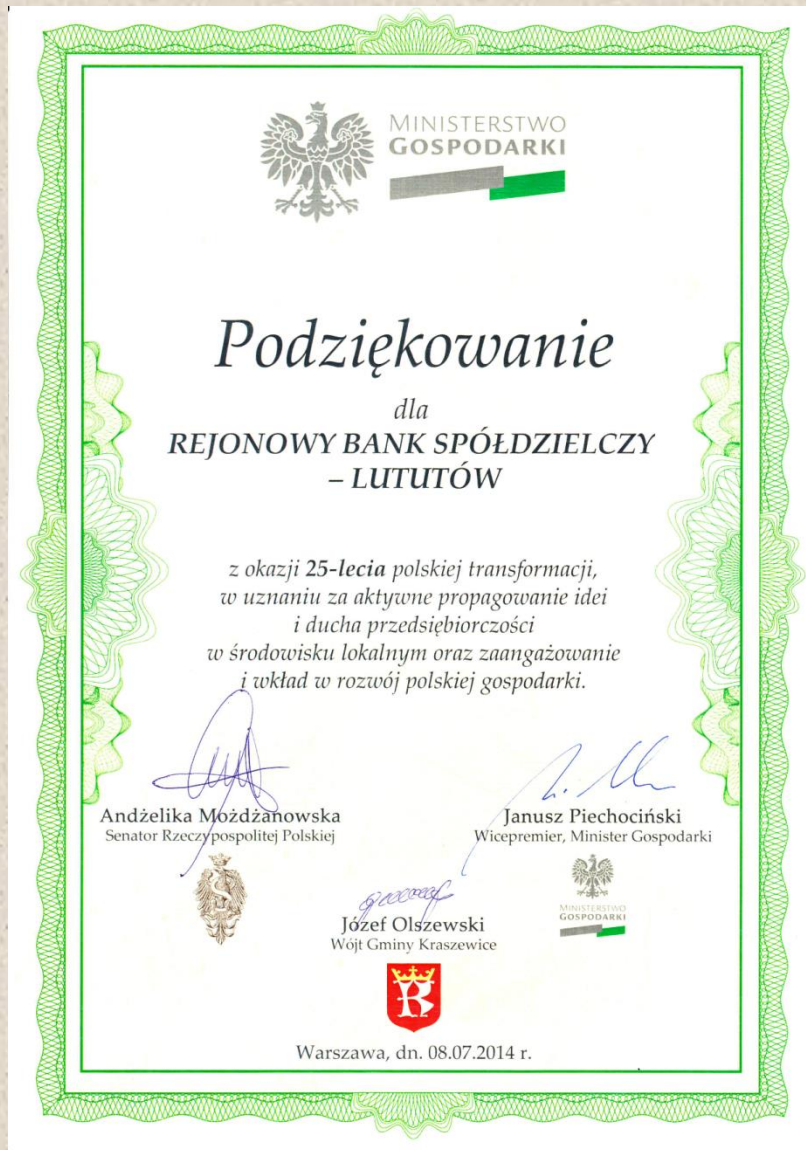 MINISTERSTWO
GOSPODARKI
Podziękowanie
dla
REJONOWY BANK SPÓŁDZIELCZY
– LUTUTÓW
z okazji 25-lecia polskiej transformacji,
w uznaniu za aktywne propagowanie idei
i ducha przedsiębiorczości
w środowisku lokalnym oraz zaangażowanie
i wkład w rozwój polskiej gospodarki.
Andżelika Możdżanowska
Senator Rzeczypospolitej Polskiej
Janusz Piechociński
Wicepremier, Minister Gospodarki
MINISTERSTWO
GOSPODARKI
Józef Olszewski
Wójt Gminy Kraszewice
Warszawa, dn. 08.07.2014 r.